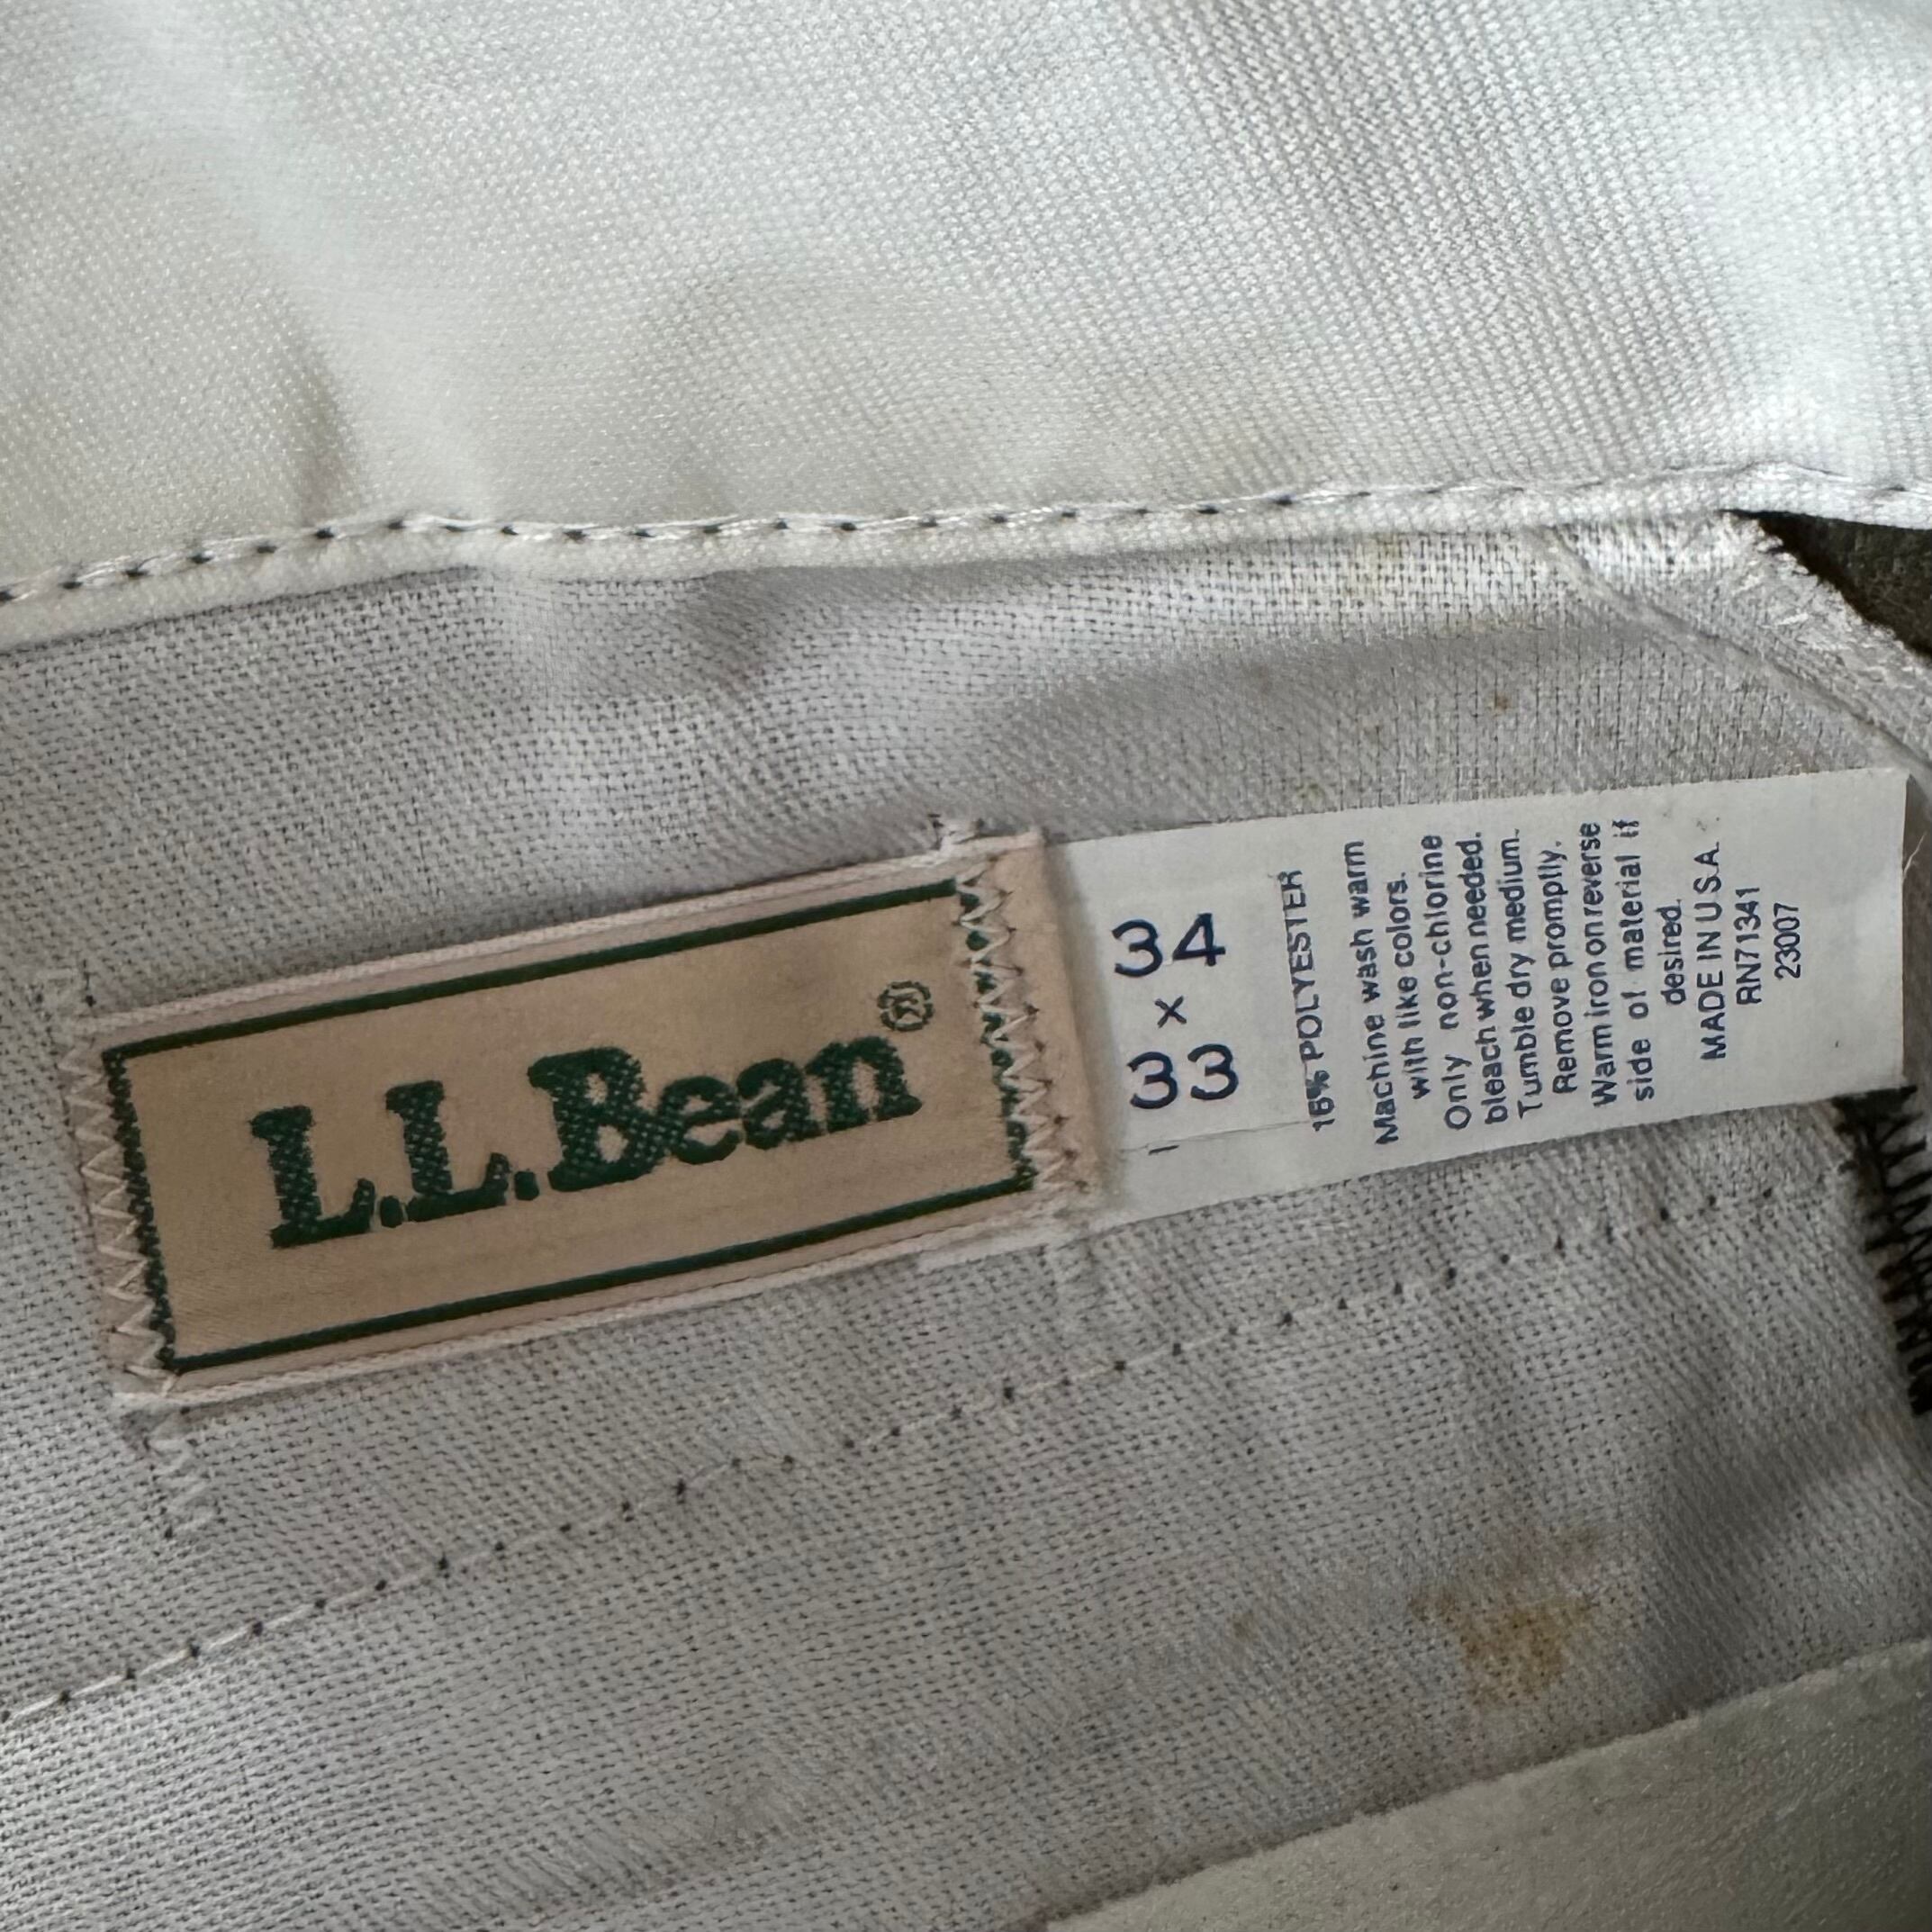 L.L.Bean®
34
x
33
POLYESTER
Machine wash warm
with like colors.
Only non-chlorine
bleach when needed.
Tumble dry medium.
Remove promptly.
Warm iron on reverse
side of material if
desired.
MADE IN U.S.A.
RN71341
23007